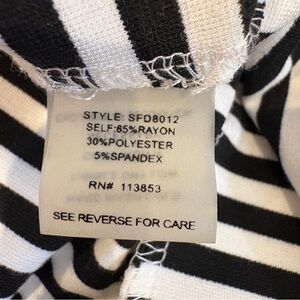 STYLE: SFD8012
SELF:65%RAYON
30%POLYESTER
5%SPANDEX
RN# 113853
SEE REVERSE FOR CARE